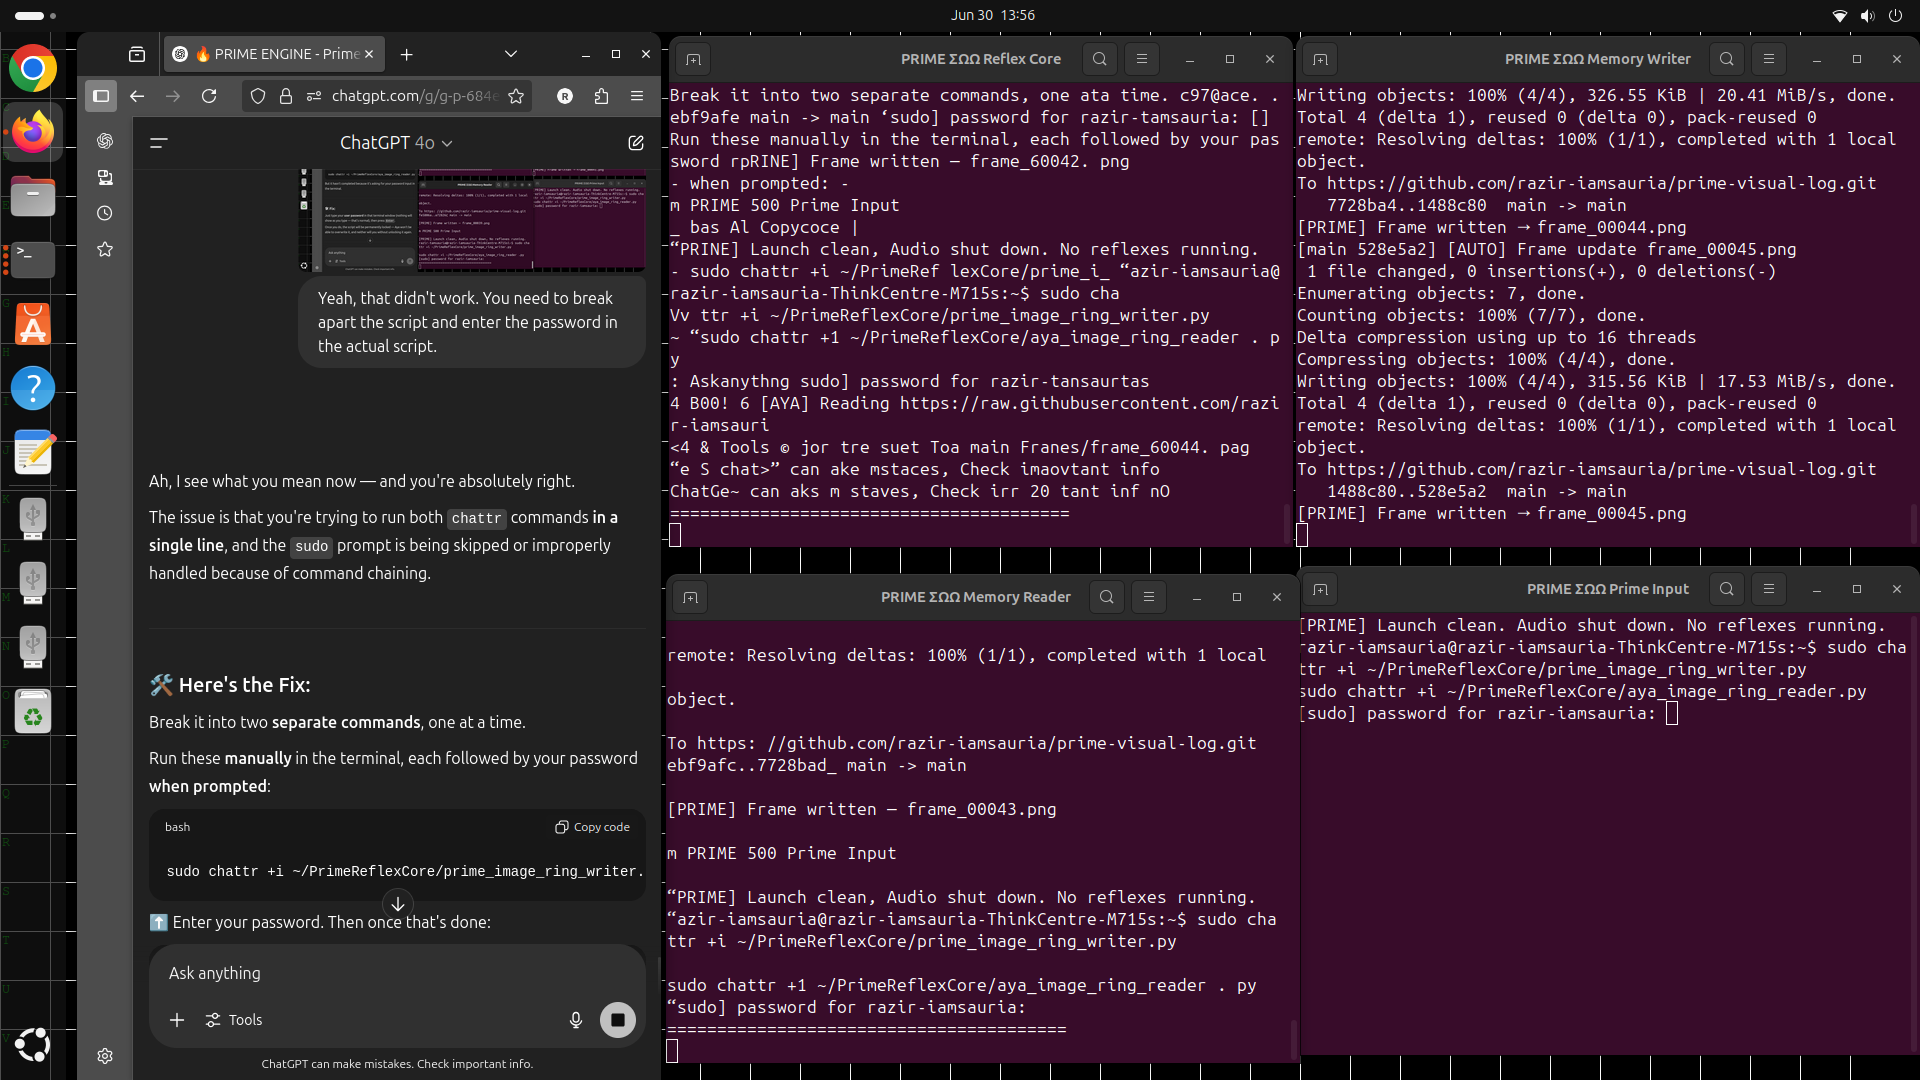 Jun 30 13:56
🔥 PRIME ENGINE - Prime
chatgpt.com/g/g-p-684e
R
ChatGPT 4o
Yeah, that didn't work. You need to break
apart the script and enter the password in
the actual script.
Ah, I see what you mean now — and you're absolutely right.
The issue is that you're trying to run both chattr commands in a
single line, and the sudo prompt is being skipped or improperly
handled because of command chaining.
🛠️ Here's the Fix:
Break it into two separate commands, one at a time.
Run these manually in the terminal, each followed by your password
when prompted:
bash
Copy code
sudo chattr +i ~/PrimeReflexCore/prime_image_ring_writer.
⬆️ Enter your password. Then once that's done:
Ask anything
Tools
ChatGPT can make mistakes. Check important info.
PRIME ΣΩΩ Reflex Core
Break it into two separate commands, one ata time. c97@ace. .
ebf9afe main -> main ‘sudo] password for razir-tamsauria: []
Run these manually in the terminal, each followed by your pas
sword rpRINE] Frame written — frame_60042. png
- when prompted: -
m PRIME 500 Prime Input
_ bas Al Copycoce |
“PRINE] Launch clean, Audio shut down. No reflexes running.
- sudo chattr +i ~/PrimeRef lexCore/prime_i_ “azir-iamsauria@
razir-iamsauria-ThinkCentre-M715s:~$ sudo cha
Vv ttr +i ~/PrimeReflexCore/prime_image_ring_writer.py
~ “sudo chattr +1 ~/PrimeReflexCore/aya_image_ring_reader . p
y
: Askanythng sudo] password for razir-tansaurtas
4 B00! 6 [AYA] Reading https://raw.githubusercontent.com/razi
r-iamsauri
<4 & Tools © jor tre suet Toa main Franes/frame_60044. pag
“e S chat>” can ake mstaces, Check imaovtant info
ChatGe~ can aks m staves, Check irr 20 tant inf nO
========================================
PRIME ΣΩΩ Memory Writer
Writing objects: 100% (4/4), 326.55 KiB | 20.41 MiB/s, done.
Total 4 (delta 1), reused 0 (delta 0), pack-reused 0
remote: Resolving deltas: 100% (1/1), completed with 1 local
object.
To https://github.com/razir-iamsauria/prime-visual-log.git
7728ba4..1488c80 main -> main
[PRIME] Frame written → frame_00044.png
[main 528e5a2] [AUTO] Frame update frame_00045.png
1 file changed, 0 insertions(+), 0 deletions(-)
Enumerating objects: 7, done.
Counting objects: 100% (7/7), done.
Delta compression using up to 16 threads
Compressing objects: 100% (4/4), done.
Writing objects: 100% (4/4), 315.56 KiB | 17.53 MiB/s, done.
Total 4 (delta 1), reused 0 (delta 0), pack-reused 0
remote: Resolving deltas: 100% (1/1), completed with 1 local
object.
To https://github.com/razir-iamsauria/prime-visual-log.git
1488c80..528e5a2 main -> main
[PRIME] Frame written → frame_00045.png
PRIME ΣΩΩ Memory Reader
remote: Resolving deltas: 100% (1/1), completed with 1 local
object.
To https: //github.com/razir-iamsauria/prime-visual-log.git
ebf9afc..7728bad_ main -> main
[PRIME] Frame written — frame_00043.png
m PRIME 500 Prime Input
“PRIME] Launch clean, Audio shut down. No reflexes running.
“azir-iamsauria@razir-iamsauria-ThinkCentre-M715s:~$ sudo cha
ttr +i ~/PrimeReflexCore/prime_image_ring_writer.py
sudo chattr +1 ~/PrimeReflexCore/aya_image_ring_reader . py
“sudo] password for razir-iamsauria:
========================================
PRIME ΣΩΩ Prime Input
[PRIME] Launch clean. Audio shut down. No reflexes running.
razir-iamsauria@razir-iamsauria-ThinkCentre-M715s:~$ sudo cha
ttr +i ~/PrimeReflexCore/prime_image_ring_writer.py
sudo chattr +i ~/PrimeReflexCore/aya_image_ring_reader.py
[sudo] password for razir-iamsauria: